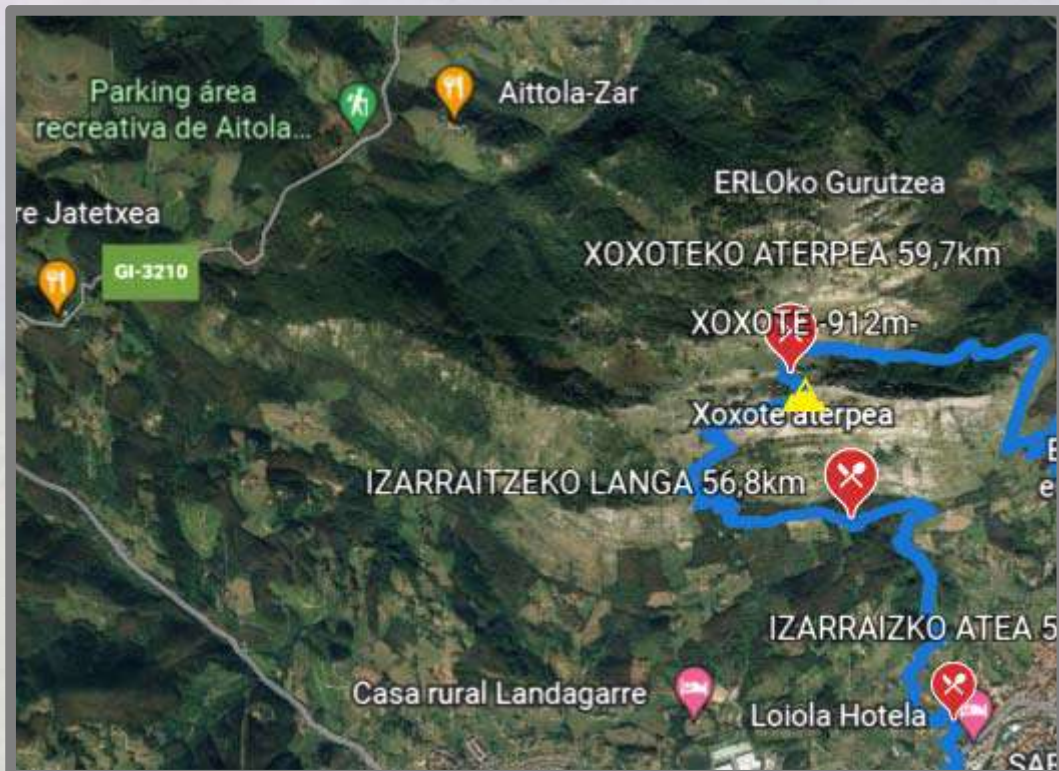 Parking área
recreativa de Aitola...
Aittola-Zar
ERLOko Gurutzea
re Jatetxea
GI-3210
XOXOTEKO ATERPEA 59,7km
XOXOTE -912m-
Xoxote aterpea
IZARRAITZEKO LANGA 56,8km
E
e
IZARRAIZKO ATEA 5
Casa rural Landagarre
Loiola Hotela